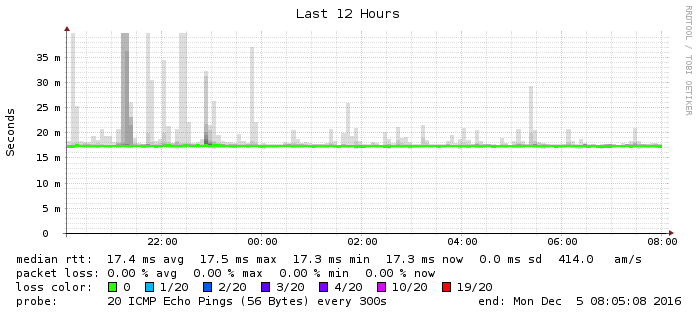 Last 12 Hours
RRDTOOL / TOBI OETIKER
Seconds
35 m
30 m
25 m
20 m
15 m
10 m
5 m
0
22:00 00:00 02:00 04:00 06:00 08:00
median rtt: 17.4 ms avg 17.5 ms max 17.3 ms min 17.3 ms now 0.0 ms sd 414.0 am/s
packet loss: 0.00 % avg 0.00 % max 0.00 % min 0.00 % now
loss color: 0 1/20 2/20 3/20 4/20 10/20 19/20
probe: 20 ICMP Echo Pings (56 Bytes) every 300s end: Mon Dec 5 08:05:08 2016